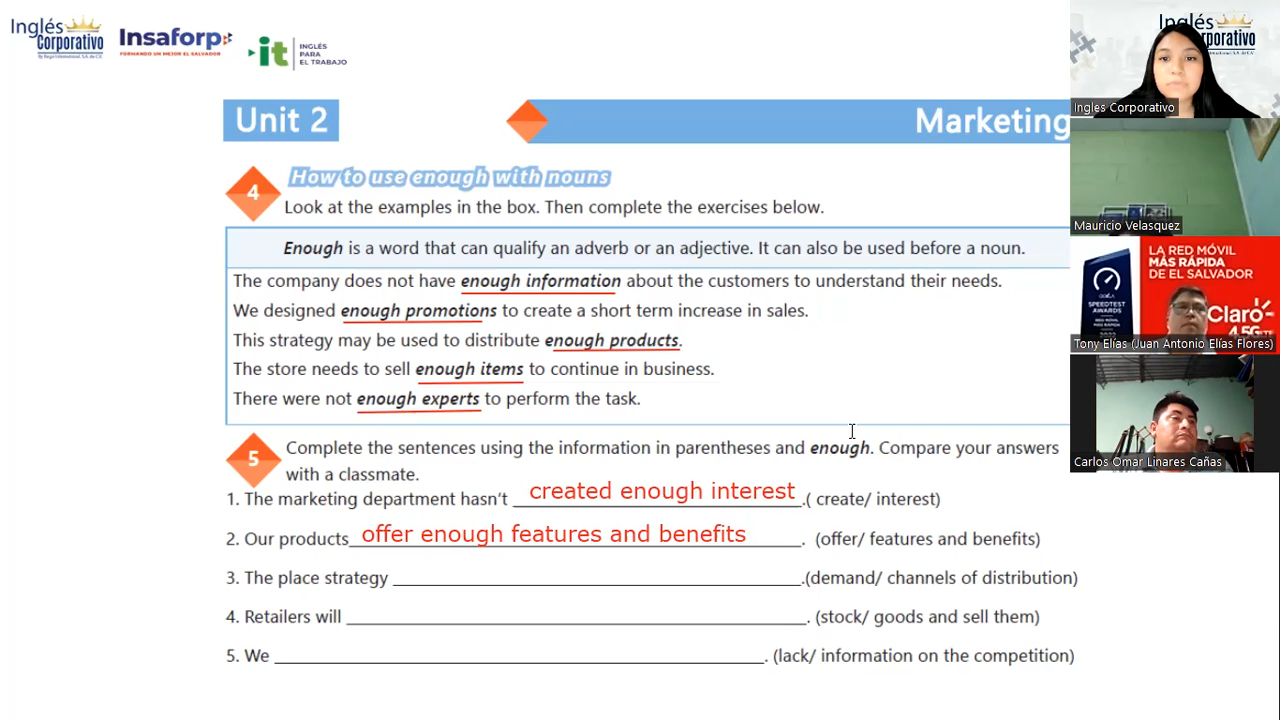 Inglés
Corporativo
Insaforp
FORMANDO UN MEJOR EL SALVADOR
it
INGLÉS
PARA
EL TRABAJO
Unit 2
Marketing
4
How to use enough with nouns
Look at the examples in the box. Then complete the exercises below.
Enough is a word that can qualify an adverb or an adjective. It can also be used before a noun.
The company does not have enough information about the customers to understand their needs.
We designed enough promotions to create a short term increase in sales.
This strategy may be used to distribute enough products.
The store needs to sell enough items to continue in business.
There were not enough experts to perform the task.
5
Complete the sentences using the information in parentheses and enough. Compare your answers
with a classmate.
1. The marketing department hasn't created enough interest.( create/ interest)
2. Our products offer enough features and benefits. (offer/ features and benefits)
3. The place strategy .(demand/ channels of distribution)
4. Retailers will . (stock/ goods and sell them)
5. We . (lack/ information on the competition)
Inglés
orporativo
Ingles Corporativo
Mauricio Velasquez
LA RED MÓVIL
MÁS RÁPIDA
DE EL SALVADOR
SPEEDTEST
AWARDS
Claro
4.5G
Tony Elías (Juan Antonio Elías Flores)
Carlos Omar Linares Cañas